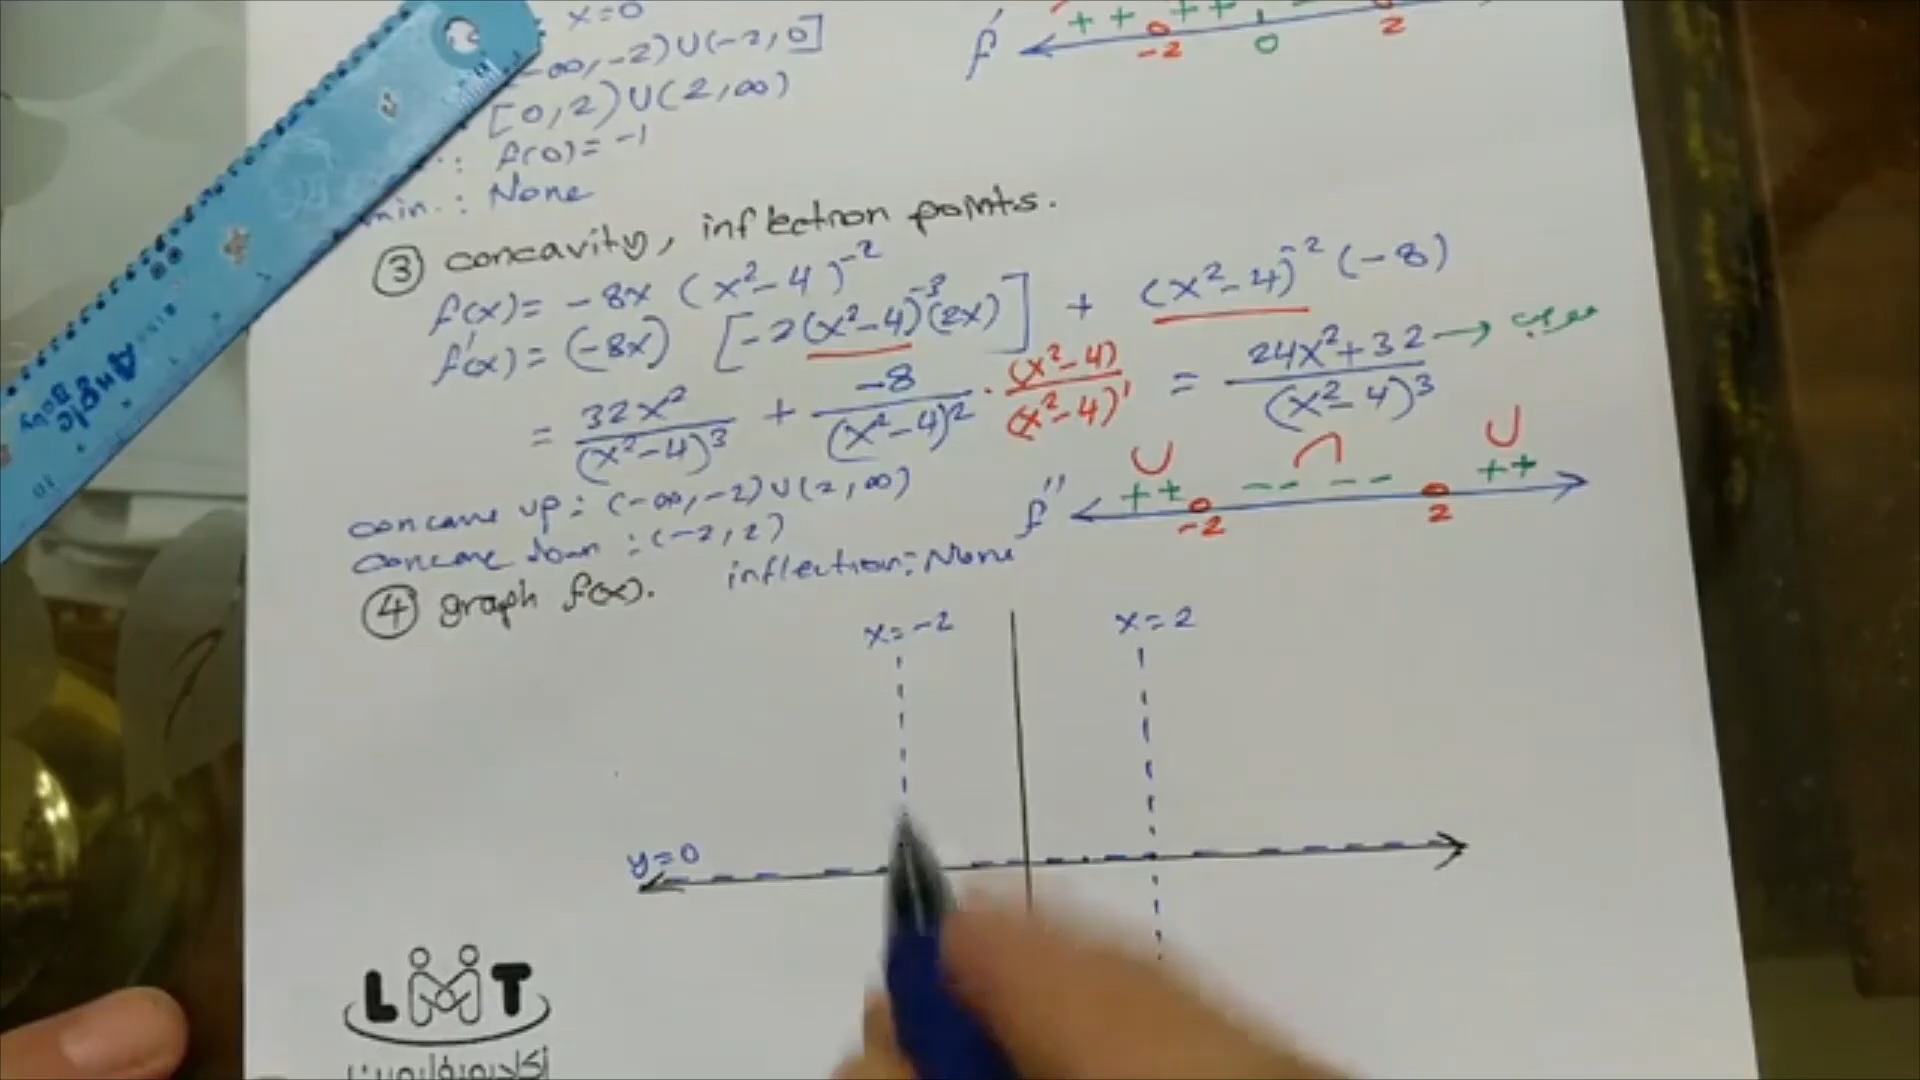 x=0
-∞,-2)∪(-2,0]
[0,2)∪(2,∞)
f(0)=-1
min.: None
f' ++ -2 ++ 0 2
③ concavity, inflection points.
f'(x)= -8x (x²-4)⁻²
f''(x)= (-8x) [-2(x²-4)⁻³(2x)] + (x²-4)⁻²(-8)
= 32x²/(x²-4)³ + -8/(x²-4)² · (x²-4)/(x²-4)¹ = 24x²+32/(x²-4)³ → موجب
f'' ++ -2 -- -- 2 ++
concave up: (-∞,-2)∪(2,∞)
concave down: (-2,2)
inflection: None
④ graph f(x).
x=-2
x=2
y=0
LMT
Angle